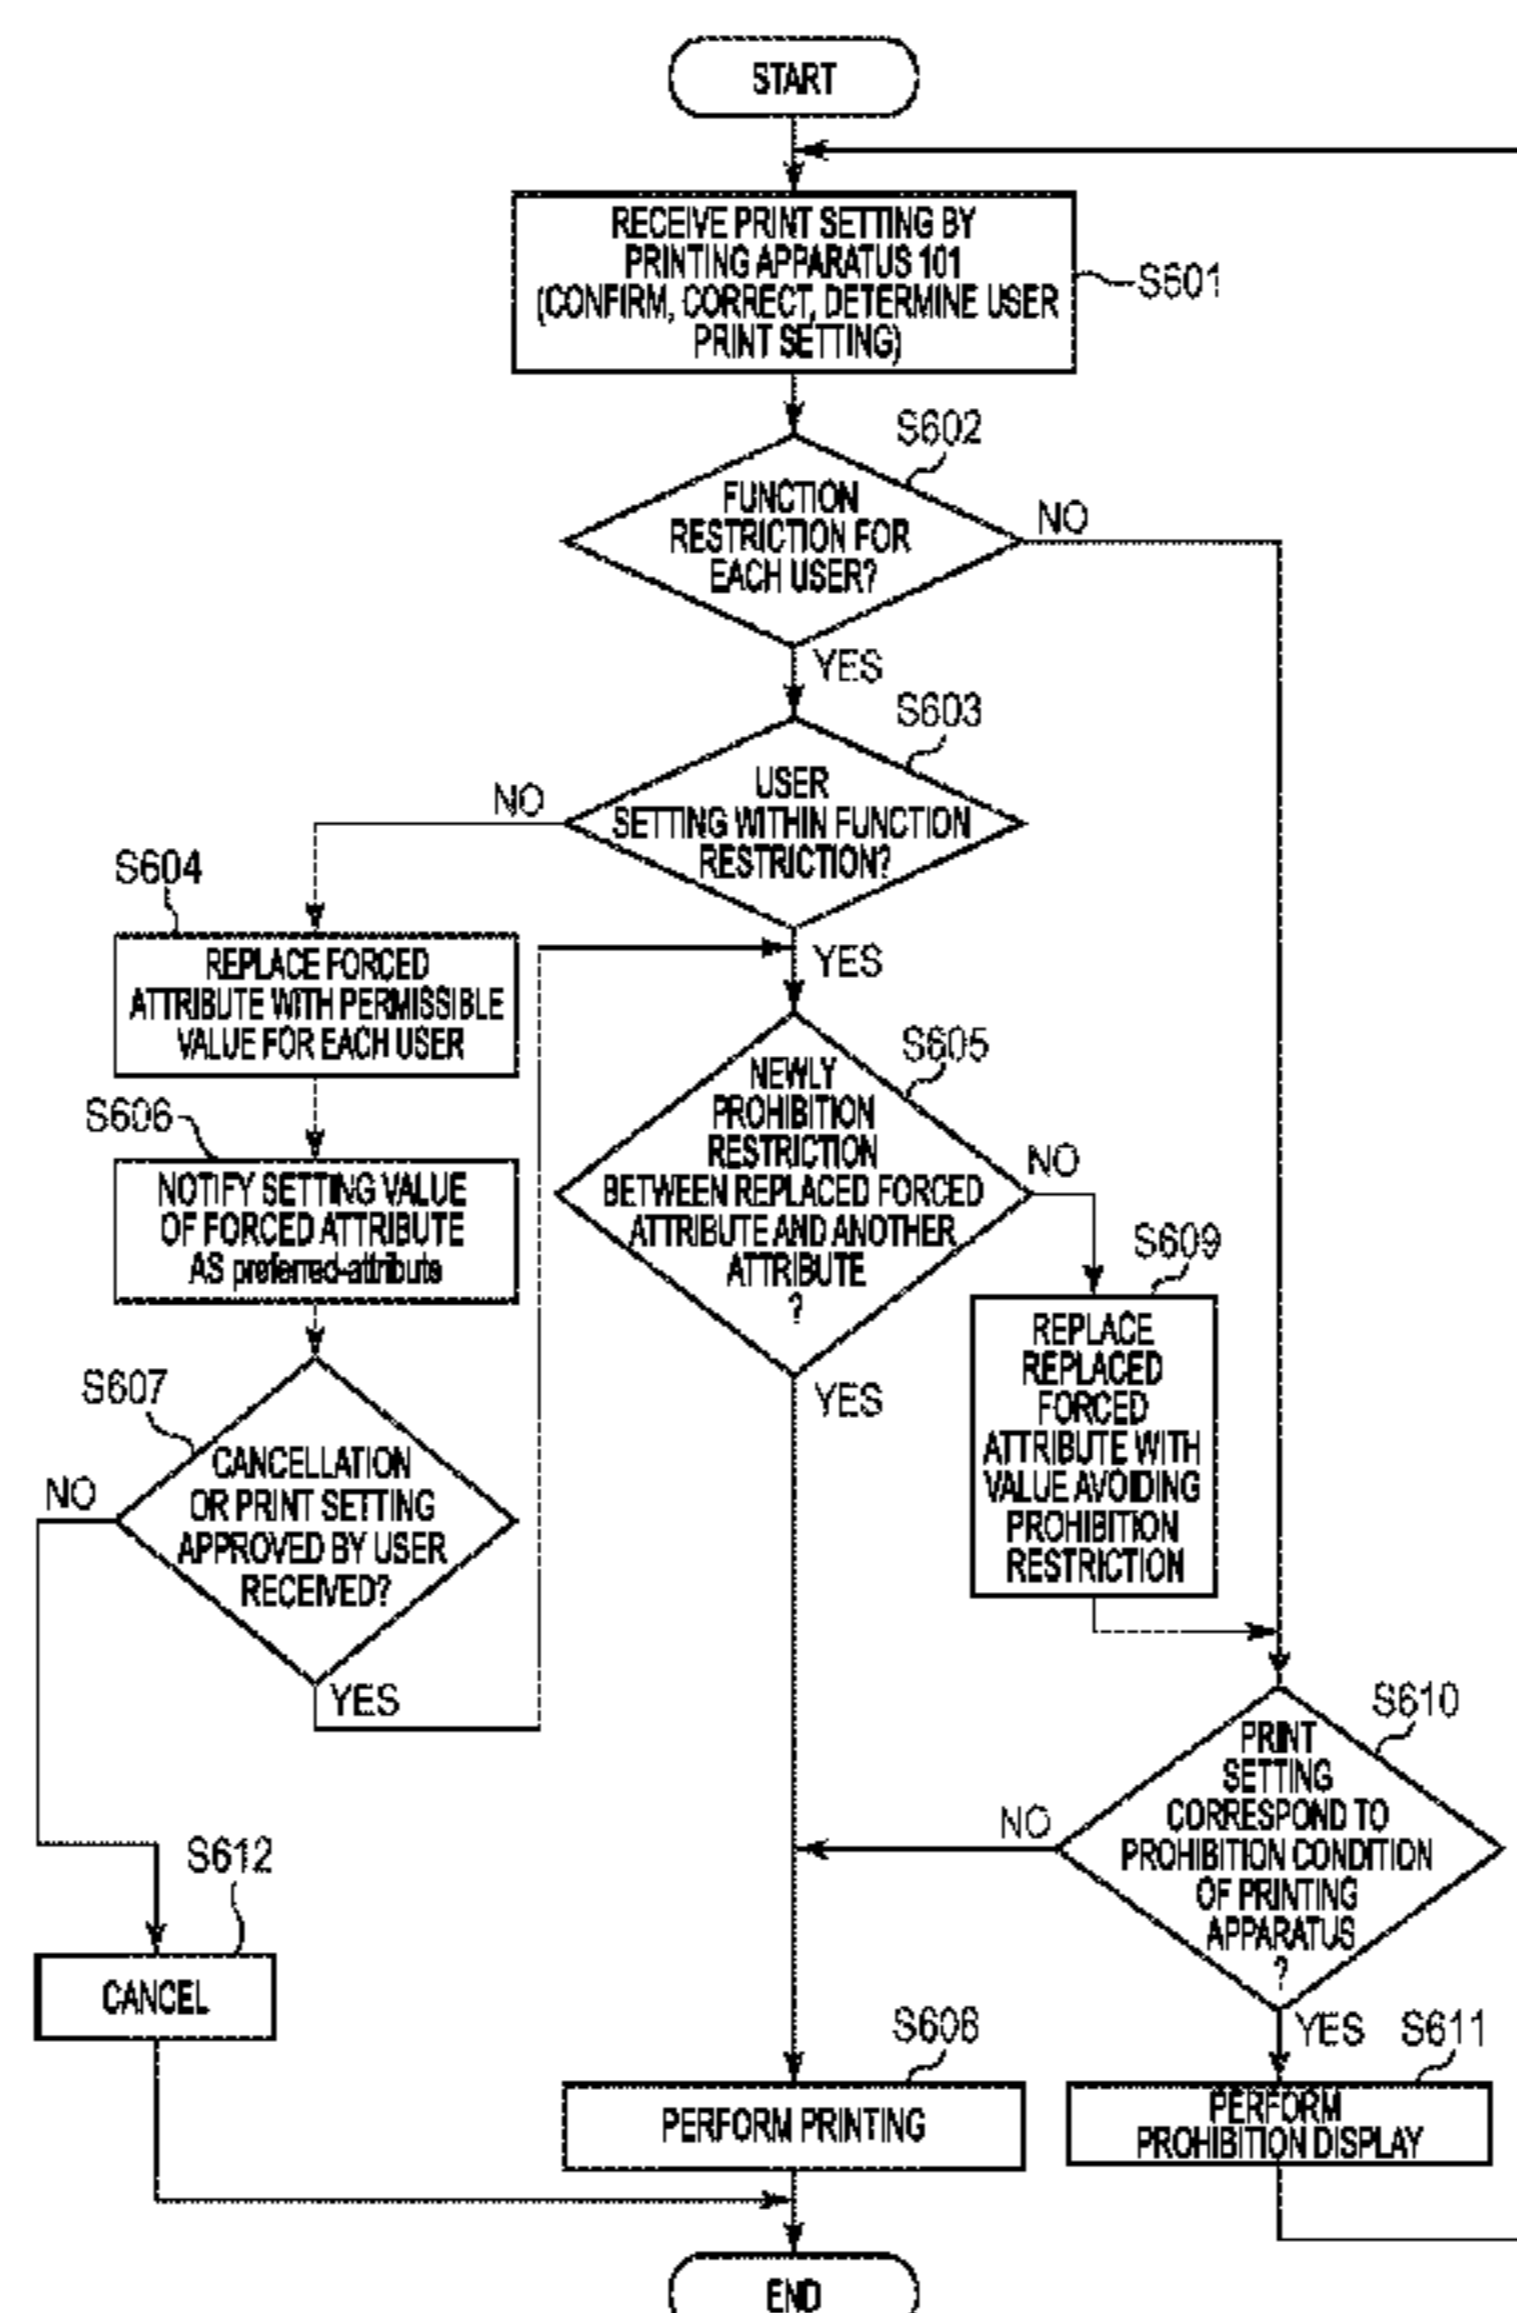 START
RECEIVE PRINT SETTING BY
PRINTING APPARATUS 101
(CONFIRM, CORRECT, DETERMINE USER
PRINT SETTING)
S601
S602
FUNCTION
RESTRICTION FOR
EACH USER?
NO
YES
S603
USER
SETTING WITHIN FUNCTION
RESTRICTION?
NO
YES
S604
REPLACE FORCED
ATTRIBUTE WITH PERMISSIBLE
VALUE FOR EACH USER
S606
NOTIFY SETTING VALUE
OF FORCED ATTRIBUTE
AS preferred-attribute
S607
CANCELLATION
OR PRINT SETTING
APPROVED BY USER
RECEIVED?
NO
YES
S605
NEWLY
PROHIBITION
RESTRICTION
BETWEEN REPLACED FORCED
ATTRIBUTE AND ANOTHER
ATTRIBUTE
?
NO
YES
S609
REPLACE
REPLACED
FORCED
ATTRIBUTE WITH
VALUE AVOIDING
PROHIBITION
RESTRICTION
S610
PRINT
SETTING
CORRESPOND TO
PROHIBITION CONDITION
OF PRINTING
APPARATUS
?
NO
YES
S612
CANCEL
S608
PERFORM PRINTING
S611
PERFORM
PROHIBITION DISPLAY
END